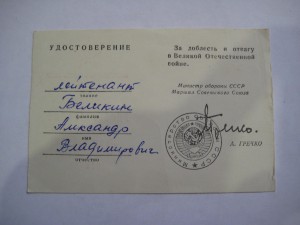 УДОСТОВЕРЕНИЕ
лейтенант
звание
Беликин
фамилия
Александр
имя
Владимирович
отчество
За доблесть и отвагу
в Великой Отечественной
войне.
Министр обороны СССР
Маршал Советского Союза
А. ГРЕЧКО